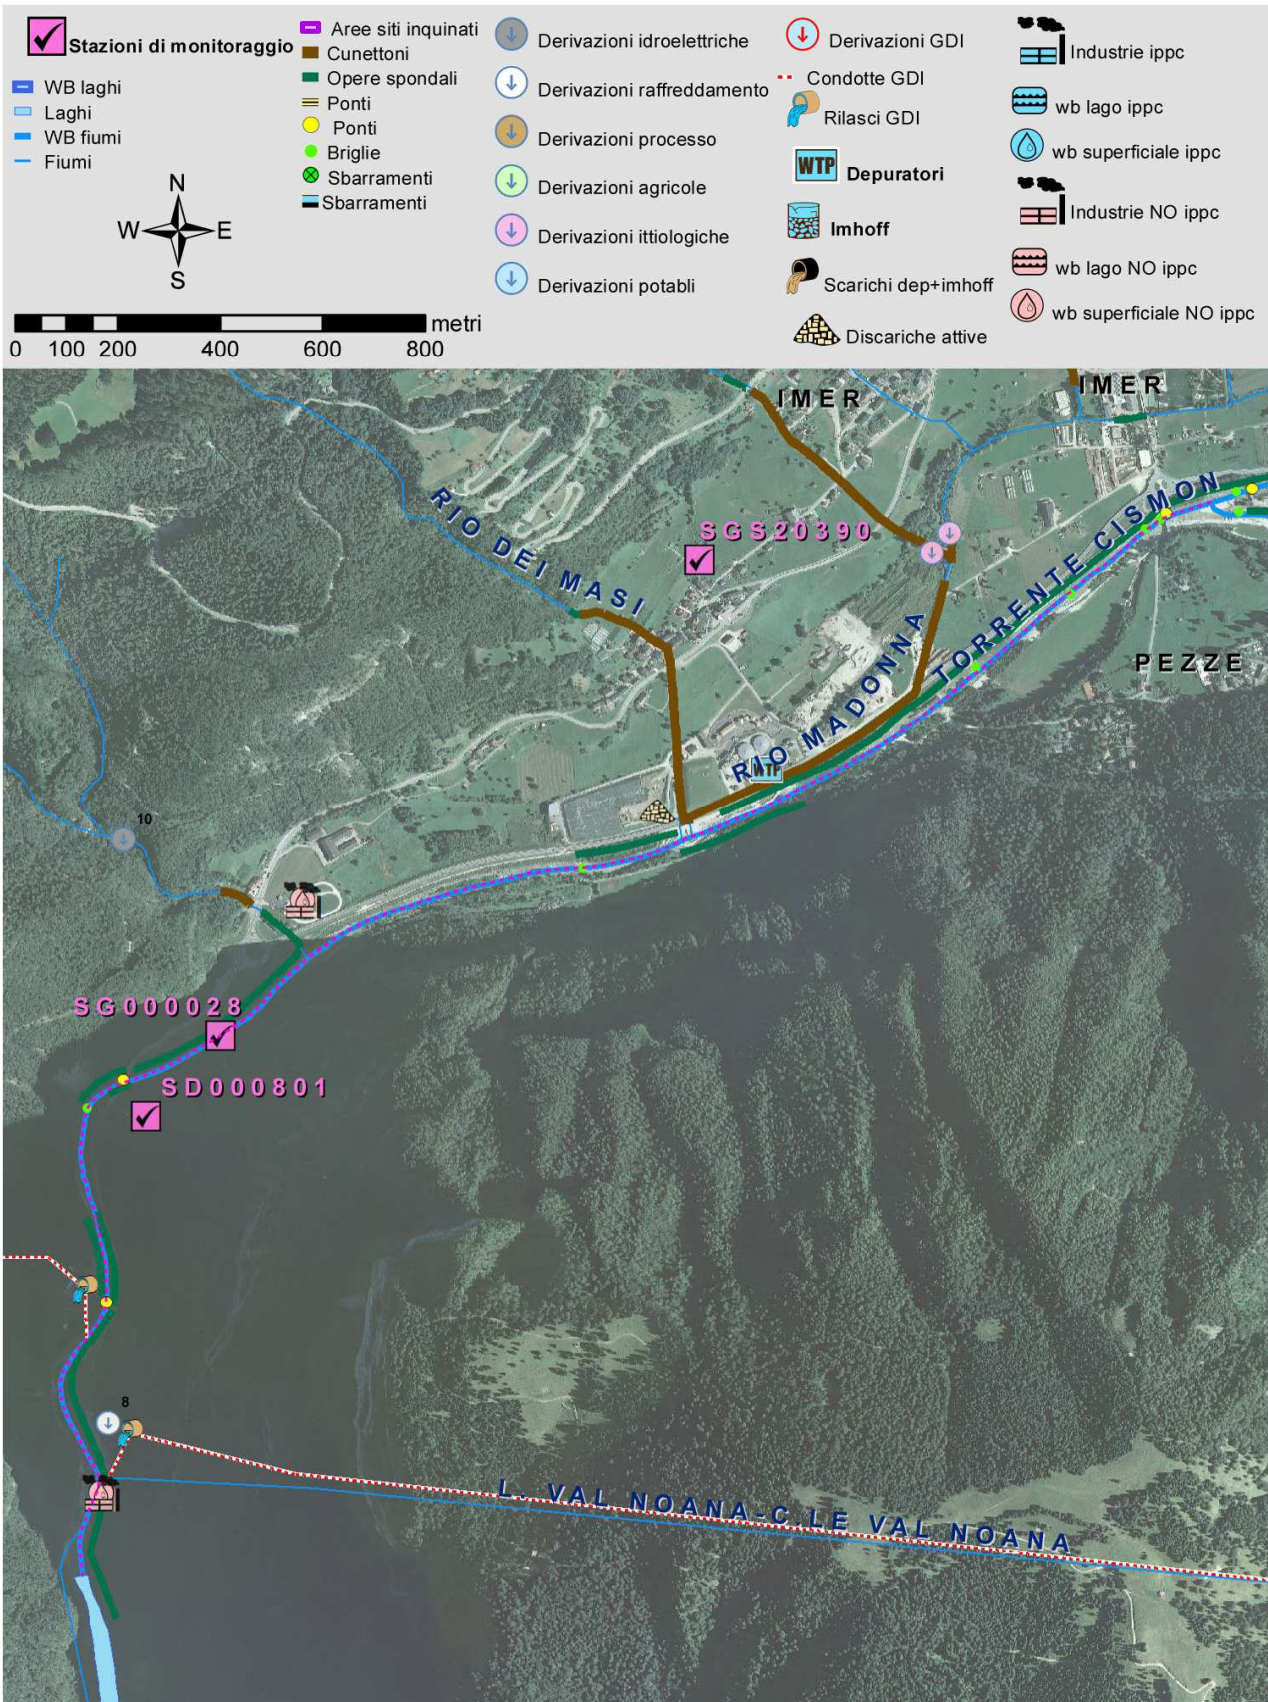 Stazioni di monitoraggio
WB laghi
Laghi
WB fiumi
Fiumi
N
W E
S
metri
0 100 200 400 600 800
Aree siti inquinati
Cunettoni
Opere spondali
Ponti
Ponti
Briglie
Sbarramenti
Sbarramenti
Derivazioni idroelettriche
Derivazioni raffreddamento
Derivazioni processo
Derivazioni agricole
Derivazioni ittiologiche
Derivazioni potabli
Derivazioni GDI
Condotte GDI
Rilasci GDI
WTP Depuratori
Imhoff
Scarichi dep+imhoff
Discariche attive
Industrie ippc
wb lago ippc
wb superficiale ippc
Industrie NO ippc
wb lago NO ippc
wb superficiale NO ippc
IMER
IMER
RIO DEI MASI
SGS20390
TORRENTE CISMON
PEZZE
RIO MADONNA
WTP
10
SG000028
SD000801
8
L. VAL NOANA-C.LE VAL NOANA